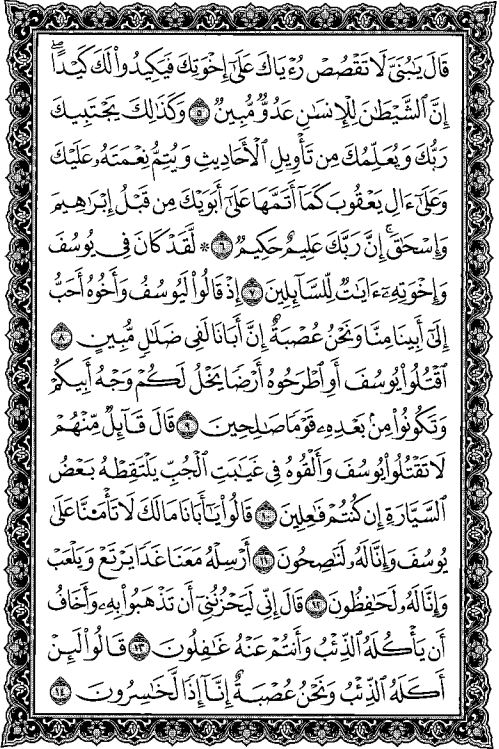 قَالَ يَٰبُنَيَّ لَا تَقْصُصْ رُءْيَاكَ عَلَىٰٓ إِخْوَتِكَ فَيَكِيدُوا۟ لَكَ كَيْدًا ۖ
إِنَّ ٱلشَّيْطَٰنَ لِلْإِنسَٰنِ عَدُوٌّ مُّبِينٌ ٥ وَكَذَٰلِكَ يَجْتَبِيكَ
رَبُّكَ وَيُعَلِّمُكَ مِن تَأْوِيلِ ٱلْأَحَادِيثِ وَيُتِمُّ نِعْمَتَهُۥ عَلَيْكَ
وَعَلَىٰٓ ءَالِ يَعْقُوبَ كَمَآ أَتَمَّهَا عَلَىٰٓ أَبَوَيْكَ مِن قَبْلُ إِبْرَٰهِيمَ
وَإِسْحَٰقَ ۚ إِنَّ رَبَّكَ عَلِيمٌ حَكِيمٌ ٦ ۞ لَّقَدْ كَانَ فِى يُوسُفَ
وَإِخْوَتِهِۦٓ ءَايَٰتٌ لِّلسَّآئِلِينَ ٧ إِذْ قَالُوا۟ لَيُوسُفُ وَأَخُوهُ أَحَبُّ
إِلَىٰٓ أَبِينَا مِنَّا وَنَحْنُ عُصْبَةٌ إِنَّ أَبَانَا لَفِى ضَلَٰلٍ مُّبِينٍ ٨
ٱقْتُلُوا۟ يُوسُفَ أَوِ ٱطْرَحُوهُ أَرْضًا يَخْلُ لَكُمْ وَجْهُ أَبِيكُمْ
وَتَكُونُوا۟ مِنۢ بَعْدِهِۦ قَوْمًا صَٰلِحِينَ ٩ قَالَ قَآئِلٌ مِّنْهُمْ
لَا تَقْتُلُوا۟ يُوسُفَ وَأَلْقُوهُ فِى غَيَٰبَتِ ٱلْجُبِّ يَلْتَقِطْهُ بَعْضُ
ٱلسَّيَّارَةِ إِن كُنتُمْ فَٰعِلِينَ ١٠ قَالُوا۟ يَٰٓأَبَانَا مَا لَكَ لَا تَأْمَ۫نَّا عَلَىٰ
يُوسُفَ وَإِنَّا لَهُۥ لَنَٰصِحُونَ ١١ أَرْسِلْهُ مَعَنَا غَدًا يَرْتَعْ وَيَلْعَبْ
وَإِنَّا لَهُۥ لَحَٰفِظُونَ ١٢ قَالَ إِنِّى لَيَحْزُنُنِىٓ أَن تَذْهَبُوا۟ بِهِۦ وَأَخَافُ
أَن يَأْكُلَهُ ٱلذِّئْبُ وَأَنتُمْ عَنْهُ غَٰفِلُونَ ١٣ قَالُوا۟ لَئِنْ
أَكَلَهُ ٱلذِّئْبُ وَنَحْنُ عُصْبَةٌ إِنَّآ إِذًا لَّخَٰسِرُونَ ١٤